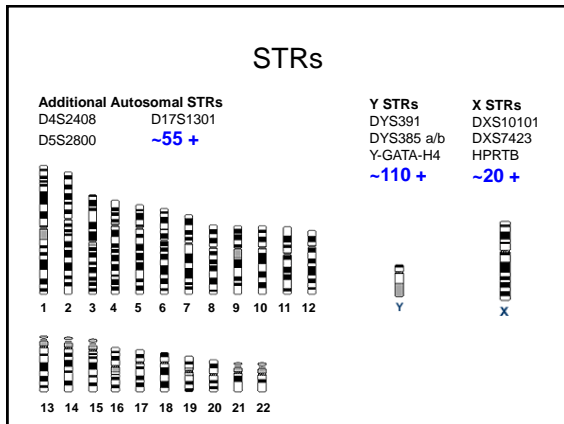 STRs
Additional Autosomal STRs
D4S2408 D17S1301
D5S2800 ~55 +
Y STRs
DYS391
DYS385 a/b
Y-GATA-H4
~110 +
X STRs
DXS10101
DXS7423
HPRTB
~20 +
1 2 3 4 5 6 7 8 9 10 11 12
Y
X
13 14 15 16 17 18 19 20 21 22